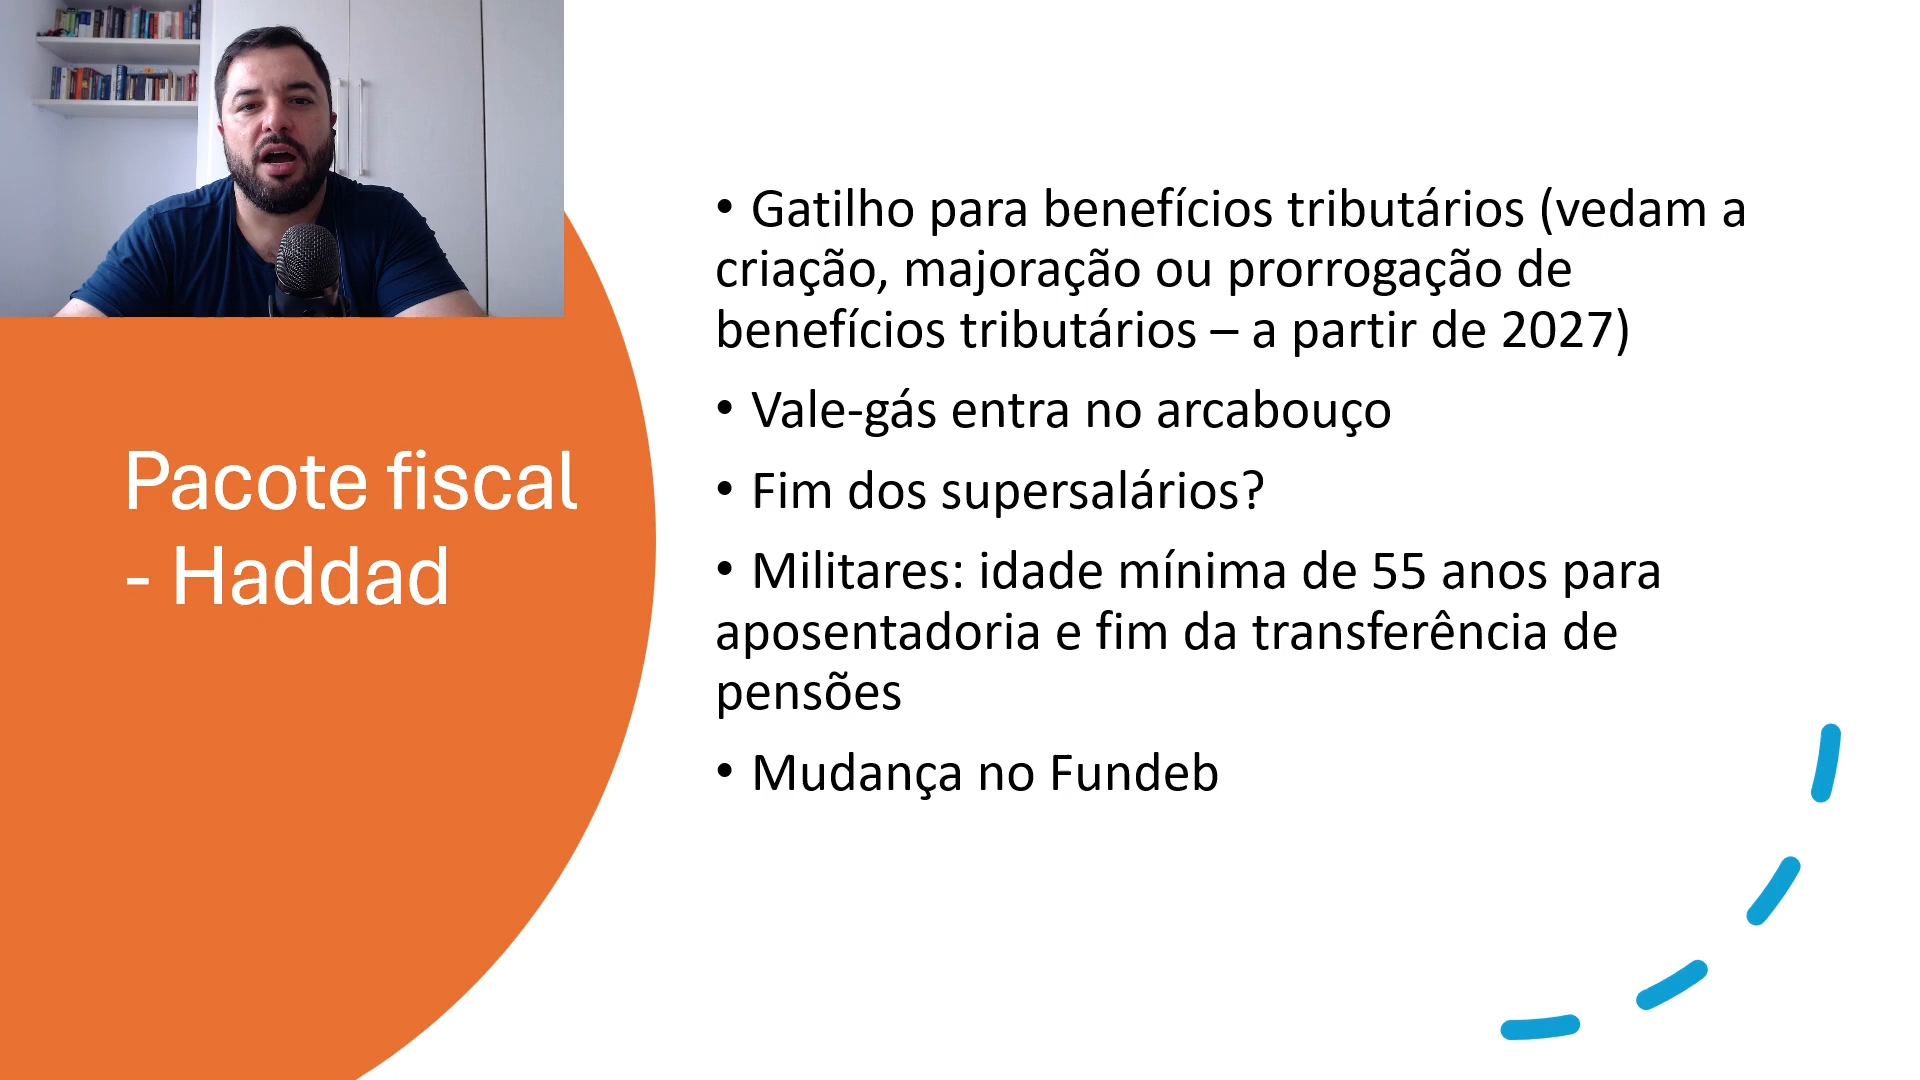 Pacote fiscal
- Haddad
• Gatilho para benefícios tributários (vedam a
criação, majoração ou prorrogação de
benefícios tributários – a partir de 2027)
• Vale-gás entra no arcabouço
• Fim dos supersalários?
• Militares: idade mínima de 55 anos para
aposentadoria e fim da transferência de
pensões
• Mudança no Fundeb